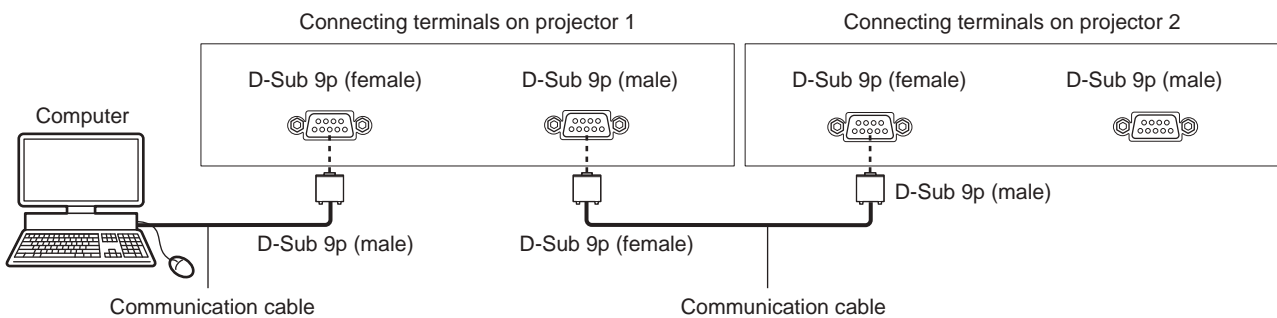 Connecting terminals on projector 1
Connecting terminals on projector 2
D-Sub 9p (female)
D-Sub 9p (male)
D-Sub 9p (female)
D-Sub 9p (male)
Computer
D-Sub 9p (male)
D-Sub 9p (male)
D-Sub 9p (female)
Communication cable
Communication cable